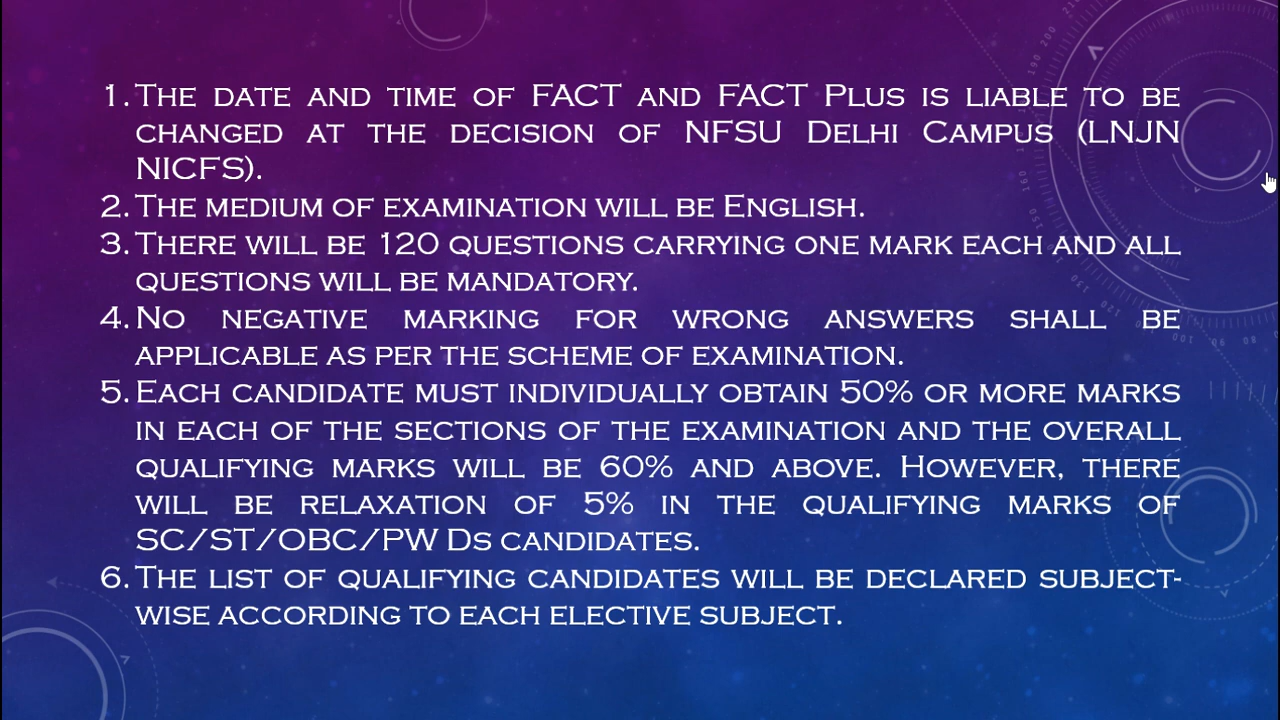 1. The date and time of FACT and FACT Plus is liable to be
changed at the decision of NFSU Delhi Campus (LNJN
NICFS).
2. The medium of examination will be English.
3. There will be 120 questions carrying one mark each and all
questions will be mandatory.
4. No negative marking for wrong answers shall be
applicable as per the scheme of examination.
5. Each candidate must individually obtain 50% or more marks
in each of the sections of the examination and the overall
qualifying marks will be 60% and above. However, there
will be relaxation of 5% in the qualifying marks of
SC/ST/OBC/PW Ds candidates.
6. The list of qualifying candidates will be declared subject-
wise according to each elective subject.